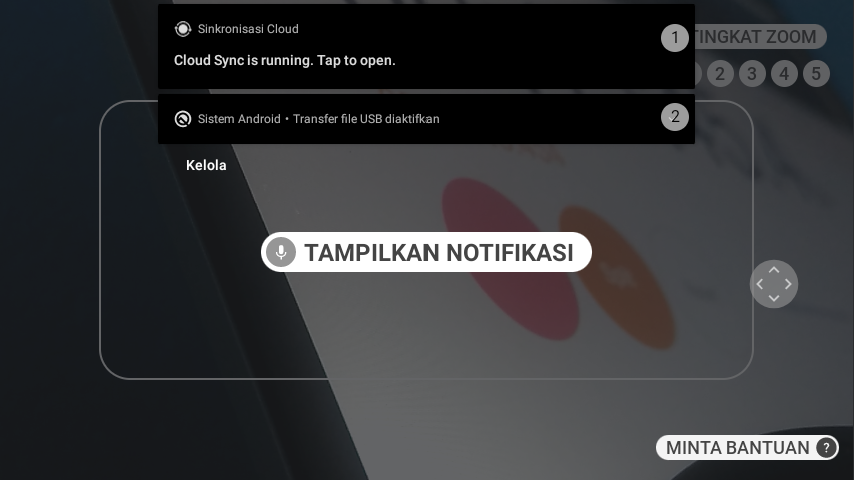 Sinkronisasi Cloud
Cloud Sync is running. Tap to open.
1
TINGKAT ZOOM
2 3 4 5
Sistem Android • Transfer file USB diaktifkan
2
Kelola
TAMPILKAN NOTIFIKASI
MINTA BANTUAN ?